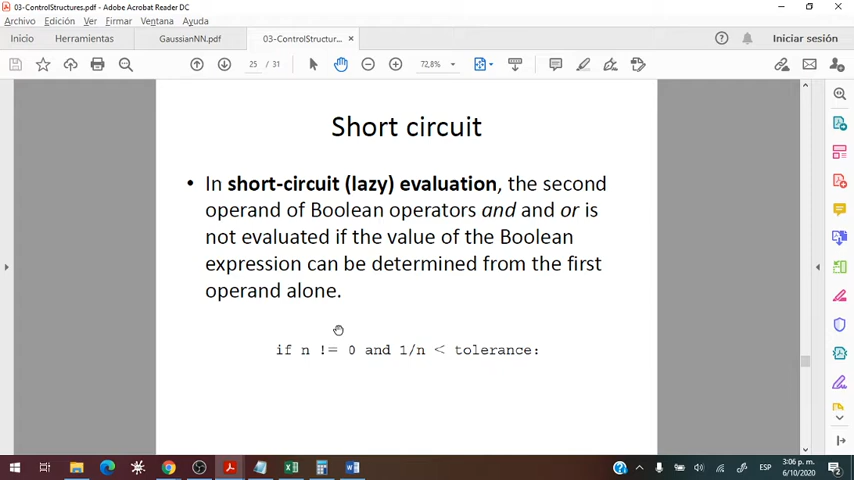 03-ControlStructures.pdf - Adobe Acrobat Reader DC
Archivo Edición Ver Firmar Ventana Ayuda
Inicio Herramientas GaussianNN.pdf 03-ControlStructur... × Iniciar sesión
25 / 31 72,8%
Short circuit
• In short-circuit (lazy) evaluation, the second
operand of Boolean operators and and or is
not evaluated if the value of the Boolean
expression can be determined from the first
operand alone.
if n != 0 and 1/n < tolerance:
ESP 3:06 p. m.
6/10/2020 2